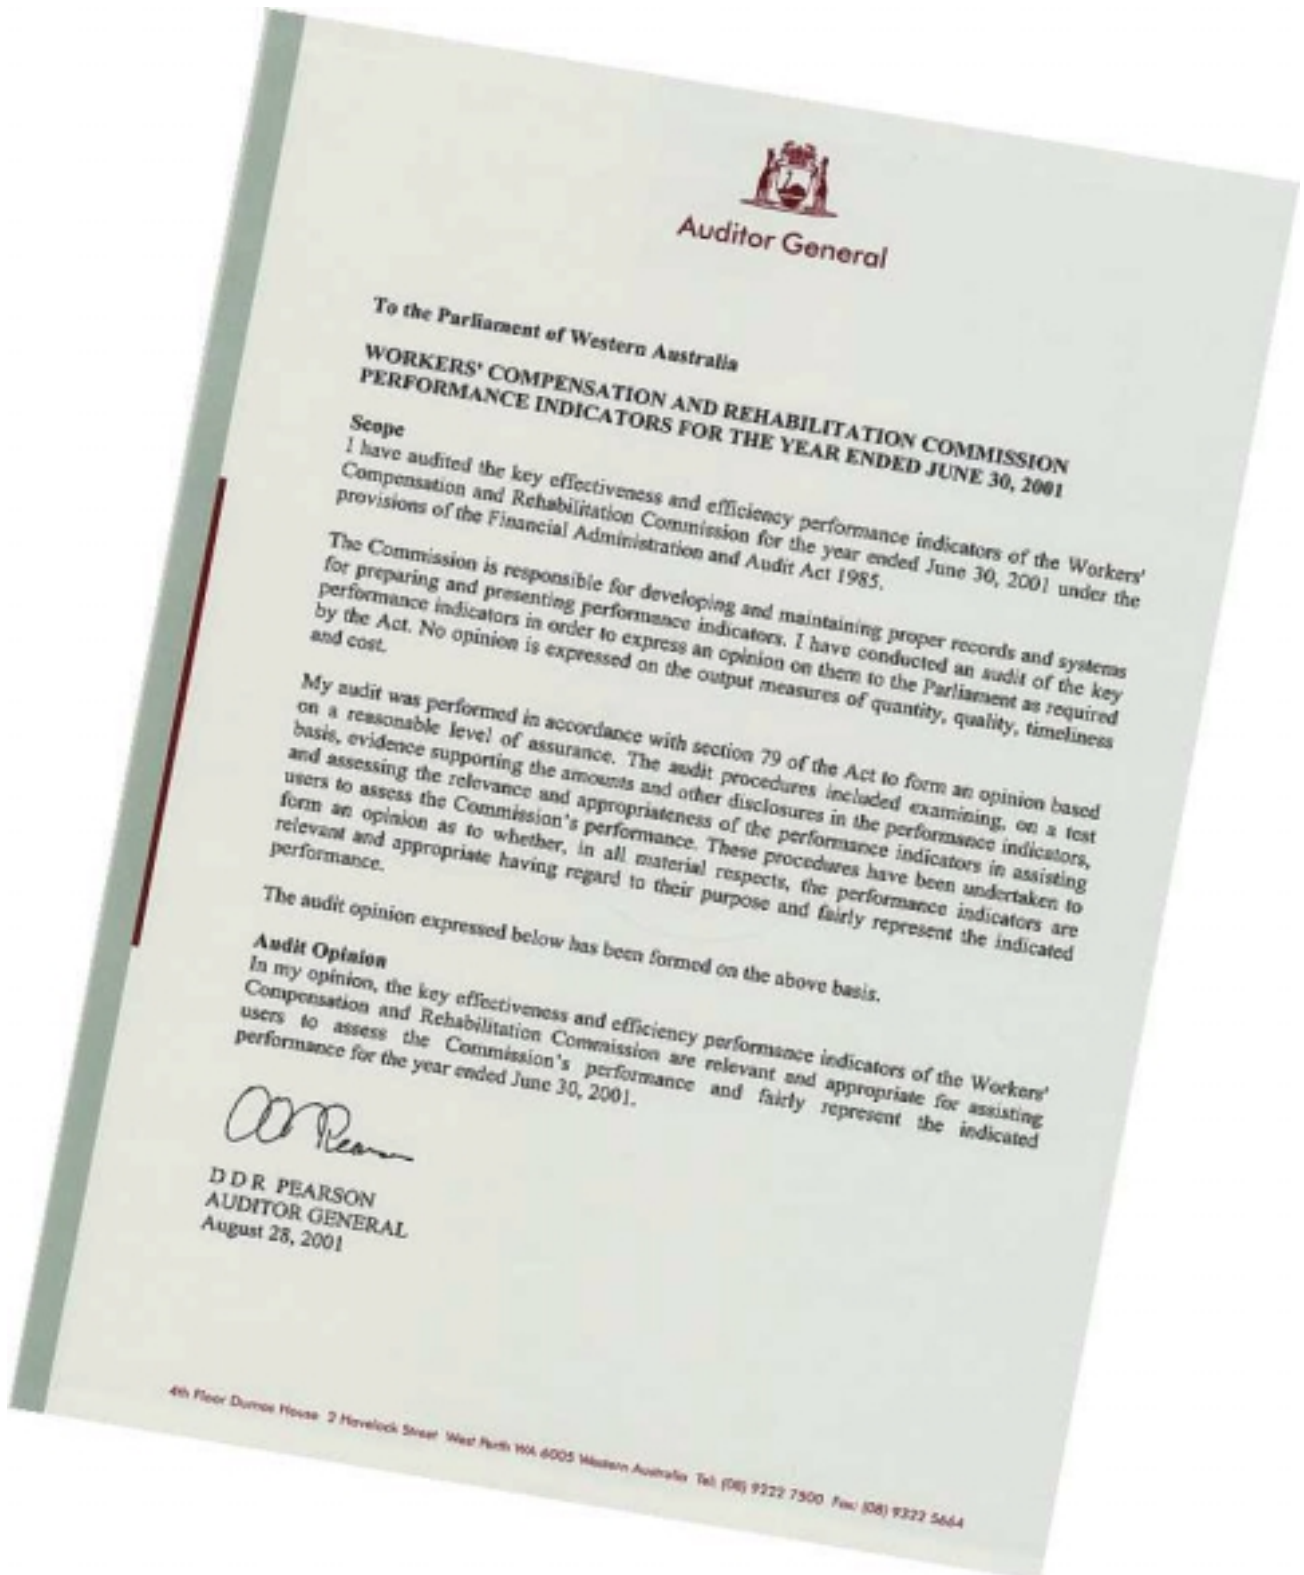 Auditor General
To the Parliament of Western Australia
WORKERS' COMPENSATION AND REHABILITATION COMMISSION
PERFORMANCE INDICATORS FOR THE YEAR ENDED JUNE 30, 2001
Scope
I have audited the key effectiveness and efficiency performance indicators of the Workers'
Compensation and Rehabilitation Commission for the year ended June 30, 2001 under the
provisions of the Financial Administration and Audit Act 1985.
The Commission is responsible for developing and maintaining proper records and systems
for preparing and presenting performance indicators. I have conducted an audit of the key
performance indicators in order to express an opinion on them to the Parliament as required
by the Act. No opinion is expressed on the output measures of quantity, quality, timeliness
and cost.
My audit was performed in accordance with section 79 of the Act to form an opinion based
on a reasonable level of assurance. The audit procedures included examining, on a test
basis, evidence supporting the amounts and other disclosures in the performance indicators,
and assessing the relevance and appropriateness of the performance indicators in assisting
users to assess the Commission's performance. These procedures have been undertaken to
form an opinion as to whether, in all material respects, the performance indicators are
relevant and appropriate having regard to their purpose and fairly represent the indicated
performance.
The audit opinion expressed below has been formed on the above basis.
Audit Opinion
In my opinion, the key effectiveness and efficiency performance indicators of the Workers'
Compensation and Rehabilitation Commission are relevant and appropriate for assisting
users to assess the Commission's performance and fairly represent the indicated
performance for the year ended June 30, 2001.
D D R PEARSON
AUDITOR GENERAL
August 28, 2001
4th Floor Dumas House 2 Havelock Street West Perth WA 6005 Western Australia Tel: (08) 9222 7500 Fax: (08) 9322 5664